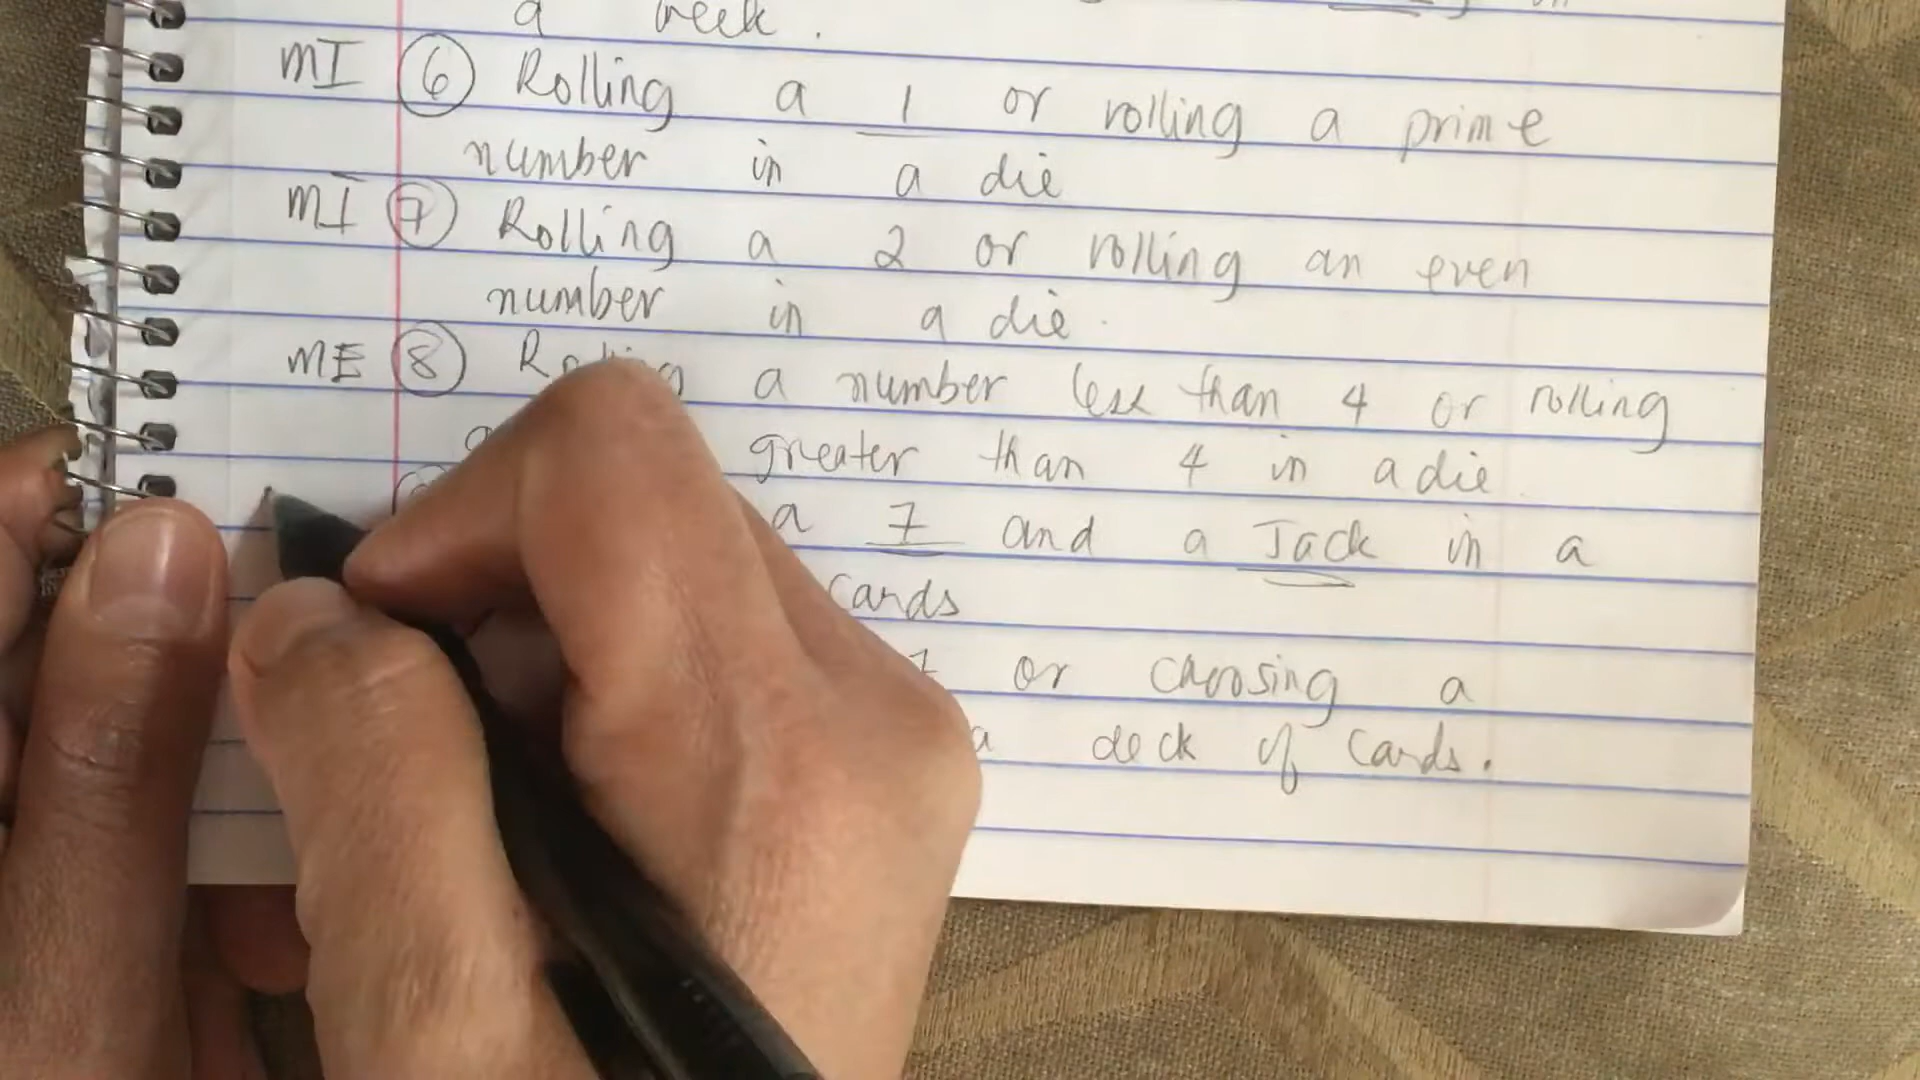 a week.
MI 6 Rolling a 1 or rolling a prime
number in a die
MI 7 Rolling a 2 or rolling an even
number in a die.
ME 8 Rolling a number less than 4 or rolling
greater than 4 in a die.
a 7 and a Jack in a
cards
7 or choosing a
a deck of cards.